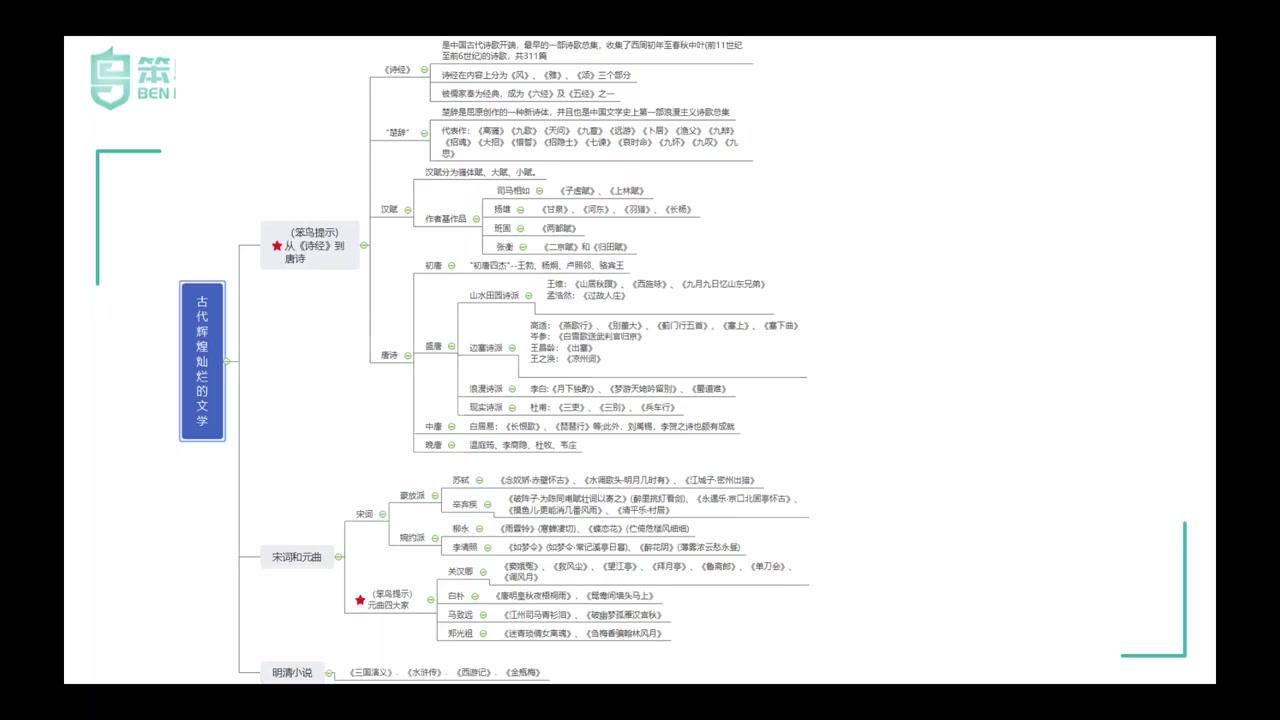 笨
BEN
古代辉煌灿烂的文学
(笨鸟提示)
从《诗经》到
唐诗
《诗经》
是中国古代诗歌开端，最早的一部诗歌总集，收集了西周初年至春秋中叶(前11世纪
至前6世纪)的诗歌，共311篇
诗经在内容上分为《风》、《雅》、《颂》三个部分
被儒家奉为经典，成为《六经》及《五经》之一
"楚辞"
楚辞是屈原创作的一种新诗体，并且也是中国文学史上第一部浪漫主义诗歌总集
代表作：《离骚》《九歌》《天问》《九章》《远游》《卜居》《渔父》《九辩》
《招魂》《大招》《惜誓》《招隐士》《七谏》《哀时命》《九怀》《九叹》《九
思》
汉赋
汉赋分为骚体赋、大赋、小赋。
作者基作品
司马相如
《子虚赋》、《上林赋》
扬雄
《甘泉》、《河东》、《羽猎》、《长杨》
班固
《两都赋》
张衡
《二京赋》和《归田赋》
唐诗
初唐
"初唐四杰"--王勃、杨炯、卢照邻、骆宾王
盛唐
山水田园诗派
王维：《山居秋暝》、《西施咏》、《九月九日忆山东兄弟》
孟浩然：《过故人庄》
边塞诗派
高适：《燕歌行》、《别董大》、《蓟门行五首》、《塞上》、《塞下曲》
岑参：《白雪歌送武判官归京》
王昌龄：《出塞》
王之涣：《凉州词》
浪漫诗派
李白:《月下独酌》、《梦游天姥吟留别》、《蜀道难》
现实诗派
杜甫：《三吏》、《三别》、《兵车行》
中唐
白居易：《长恨歌》、《琵琶行》等;此外，刘禹锡，李贺之诗也颇有成就
晚唐
温庭筠、李商隐、杜牧、韦庄
宋词和元曲
宋词
豪放派
苏轼
《念奴娇·赤壁怀古》、《水调歌头·明月几时有》、《江城子·密州出猎》
辛弃疾
《破阵子·为陈同甫赋壮词以寄之》(醉里挑灯看剑)、《永遇乐·京口北固亭怀古》、
《摸鱼儿·更能消几番风雨》、《清平乐·村居》
婉约派
柳永
《雨霖铃》(寒蝉凄切)、《蝶恋花》(伫倚危楼风细细)
李清照
《如梦令》(如梦令·常记溪亭日暮)、《醉花阴》(薄雾浓云愁永昼)
(笨鸟提示)
元曲四大家
关汉卿
《窦娥冤》、《救风尘》、《望江亭》、《拜月亭》、《鲁斋郎》、《单刀会》、
《调风月》
白朴
《唐明皇秋夜梧桐雨》，《鸳鸯间墙头马上》
马致远
《江州司马青衫泪》、《破幽梦孤雁汉宫秋》
郑光祖
《迷青琐倩女离魂》、《㑇梅香骗翰林风月》
明清小说
《三国演义》、《水浒传》、《西游记》、《金瓶梅》